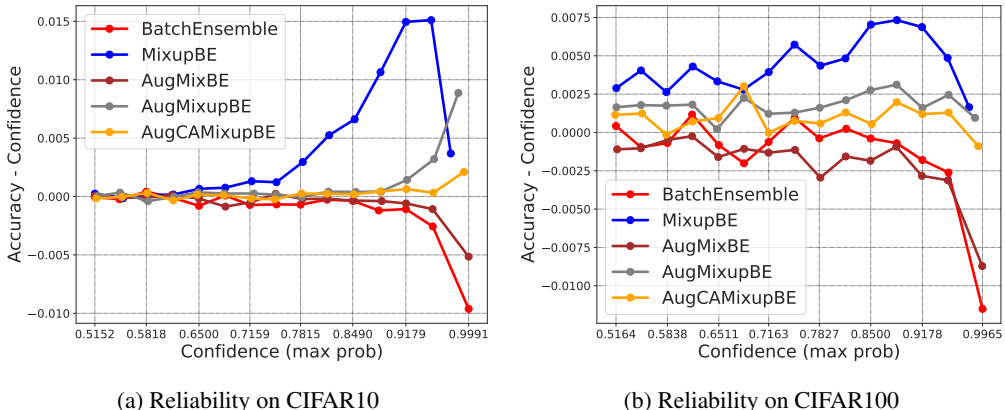 0.015
0.010
0.005
0.000
−0.005
−0.010
Accuracy - Confidence
BatchEnsemble
MixupBE
AugMixBE
AugMixupBE
AugCAMixupBE
0.5152 0.5818 0.6500 0.7159 0.7815 0.8490 0.9179 0.9991
Confidence (max prob)
(a) Reliability on CIFAR10
0.0075
0.0050
0.0025
0.0000
−0.0025
−0.0050
−0.0075
−0.0100
Accuracy - Confidence
BatchEnsemble
MixupBE
AugMixBE
AugMixupBE
AugCAMixupBE
0.5164 0.5838 0.6511 0.7163 0.7827 0.8500 0.9178 0.9965
Confidence (max prob)
(b) Reliability on CIFAR100